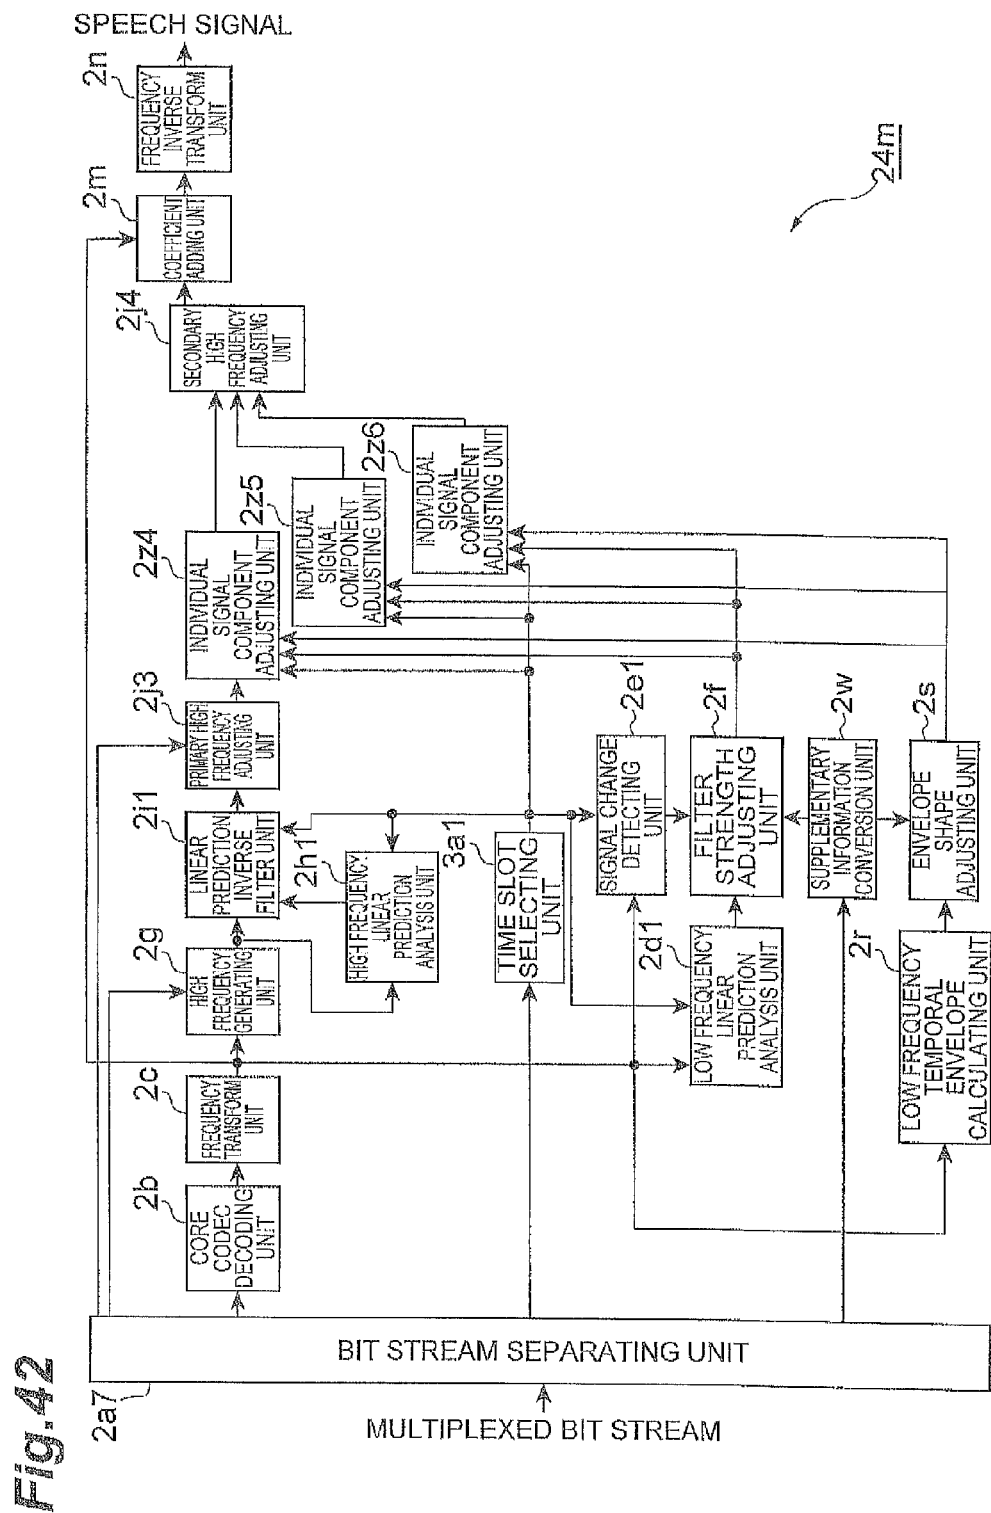 Fig.42
MULTIPLEXED BIT STREAM
2a7
BIT STREAM SEPARATING UNIT
2b
CORE
CODEC
DECODING
UNIT
2c
FREQUENCY
TRANSFORM
UNIT
2g
HIGH
FREQUENCY
GENERATING
UNIT
2i1
LINEAR
PREDICTION
INVERSE
FILTER UNIT
2h1
HIGH FREQUENCY
LINEAR
PREDICTION
ANALYSIS UNIT
2j3
PRIMARY HIGH
FREQUENCY
ADJUSTING
UNIT
2z4
INDIVIDUAL
SIGNAL
COMPONENT
ADJUSTING UNIT
2z5
INDIVIDUAL
SIGNAL
COMPONENT
ADJUSTING UNIT
2z6
INDIVIDUAL
SIGNAL
COMPONENT
ADJUSTING UNIT
2j4
SECONDARY
HIGH
FREQUENCY
ADJUSTING
UNIT
2m
COEFFICIENT
ADDING UNIT
2n
FREQUENCY
INVERSE
TRANSFORM
UNIT
SPEECH SIGNAL
3a1
TIME SLOT
SELECTING
UNIT
2e1
SIGNAL CHANGE
DETECTING
UNIT
2d1
LOW FREQUENCY
LINEAR
PREDICTION
ANALYSIS UNIT
2f
FILTER
STRENGTH
ADJUSTING
UNIT
2w
SUPPLEMENTARY
INFORMATION
CONVERSION UNIT
2r
LOW FREQUENCY
TEMPORAL
ENVELOPE
CALCULATING UNIT
2s
ENVELOPE
SHAPE
ADJUSTING UNIT
24m